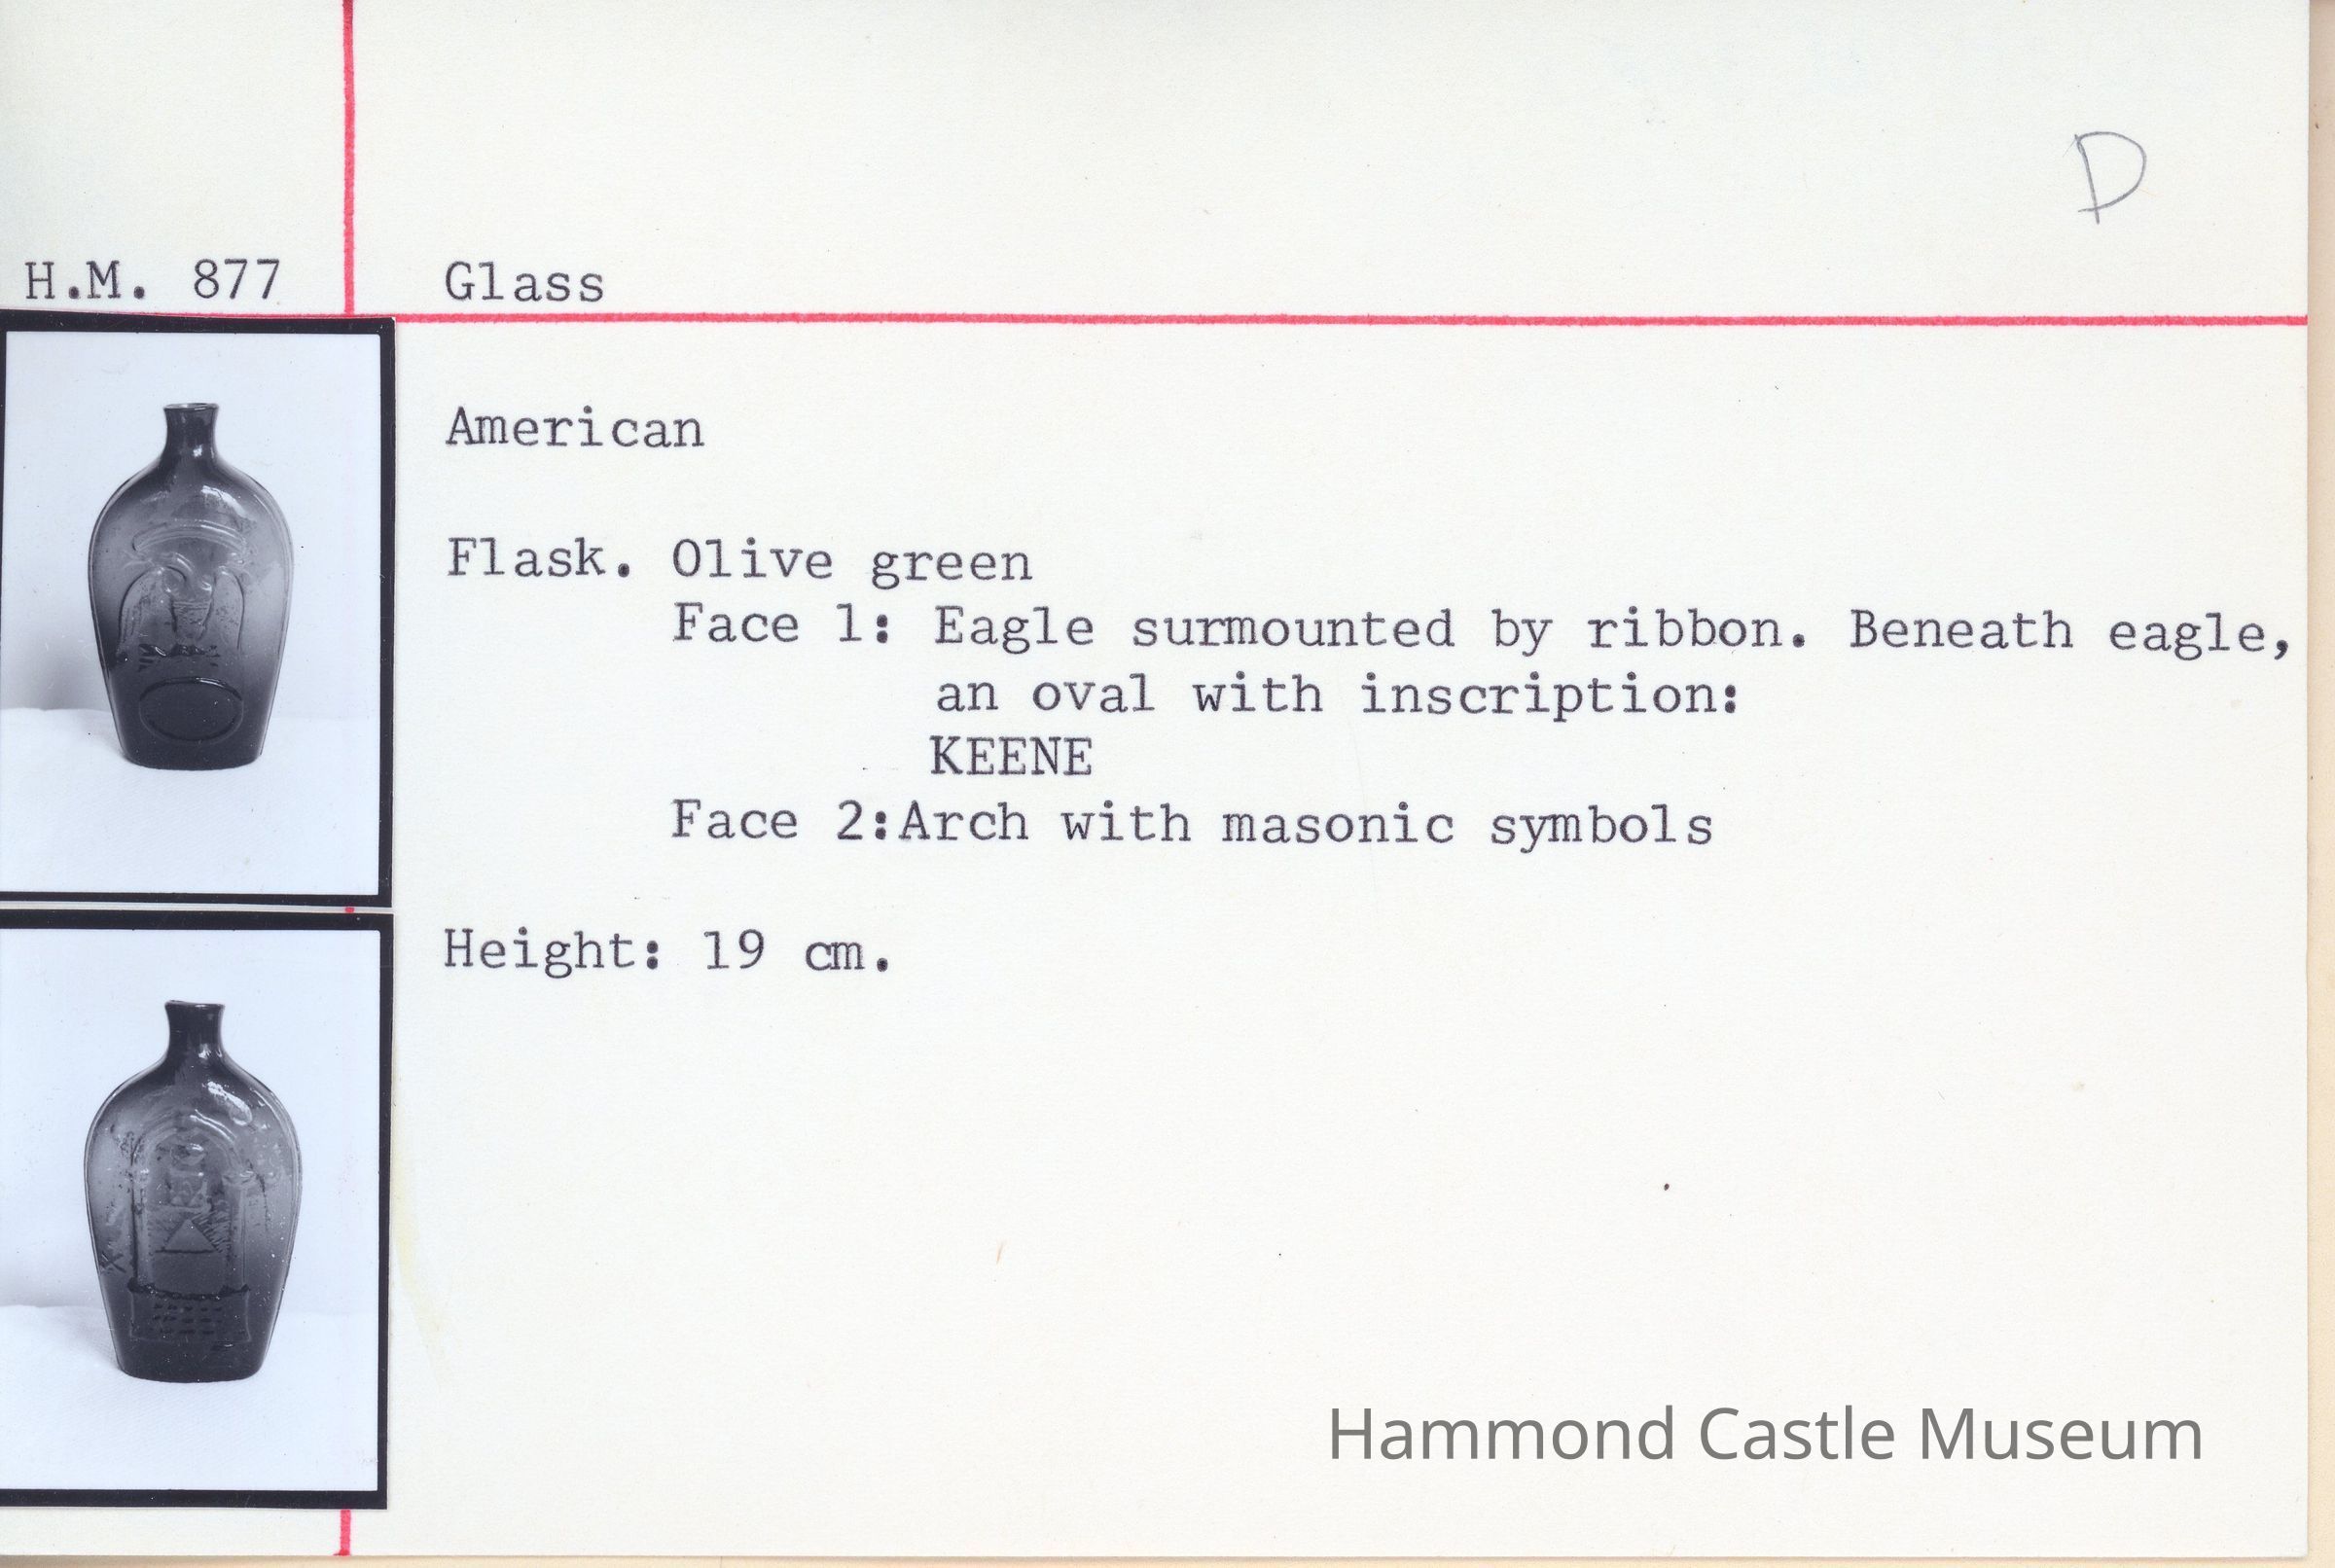 D
H.M. 877 Glass
American
Flask. Olive green
Face 1: Eagle surmounted by ribbon. Beneath eagle,
an oval with inscription:
KEENE
Face 2:Arch with masonic symbols
Height: 19 cm.
Hammond Castle Museum